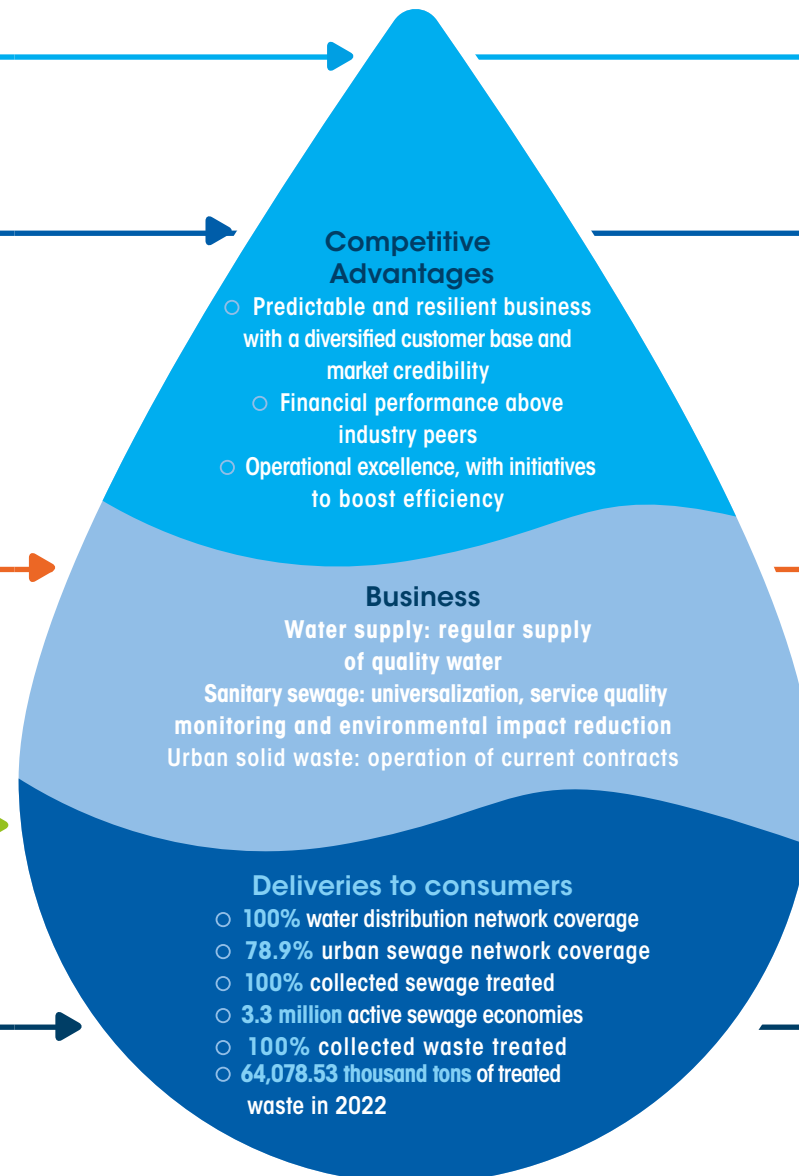 Competitive
Advantages
○ Predictable and resilient business
with a diversified customer base and
market credibility
○ Financial performance above
industry peers
○ Operational excellence, with initiatives
to boost efficiency
Business
Water supply: regular supply
of quality water
Sanitary sewage: universalization, service quality
monitoring and environmental impact reduction
Urban solid waste: operation of current contracts
Deliveries to consumers
○ 100% water distribution network coverage
○ 78.9% urban sewage network coverage
○ 100% collected sewage treated
○ 3.3 million active sewage economies
○ 100% collected waste treated
○ 64,078.53 thousand tons of treated
waste in 2022